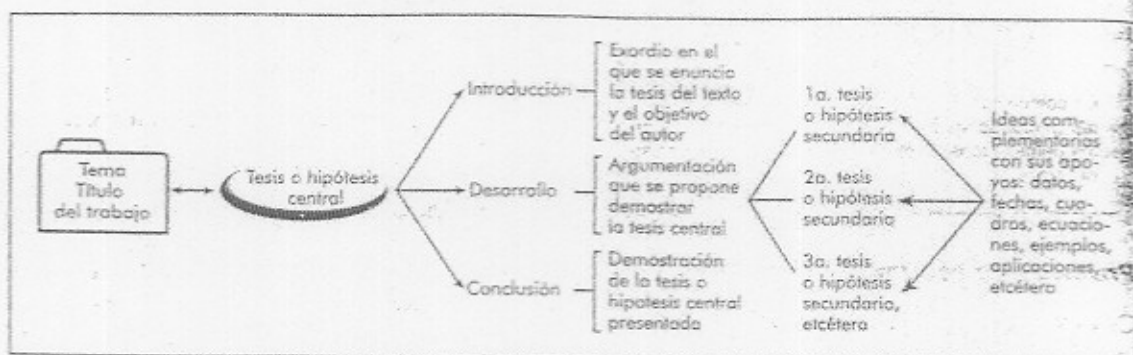 Tema
Título
del trabajo
Tesis o hipótesis
central
Introducción
Exordio en el
que se enuncia
la tesis del texto
y el objetivo
del autor
Desarrollo
Argumentación
que se propone
demostrar
la tesis central
Conclusión
Demostración
de la tesis o
hipotesis central
presentada
1a. tesis
o hipótesis
secundaria
2a. tesis
o hipótesis
secundaria
3a. tesis
o hipótesis
secundaria,
etcétera
Ideas com-
plementarias
con sus apo-
yos: datos,
fechas, cua-
dros, ecuacio-
nes, ejemplos,
aplicaciones,
etcétera